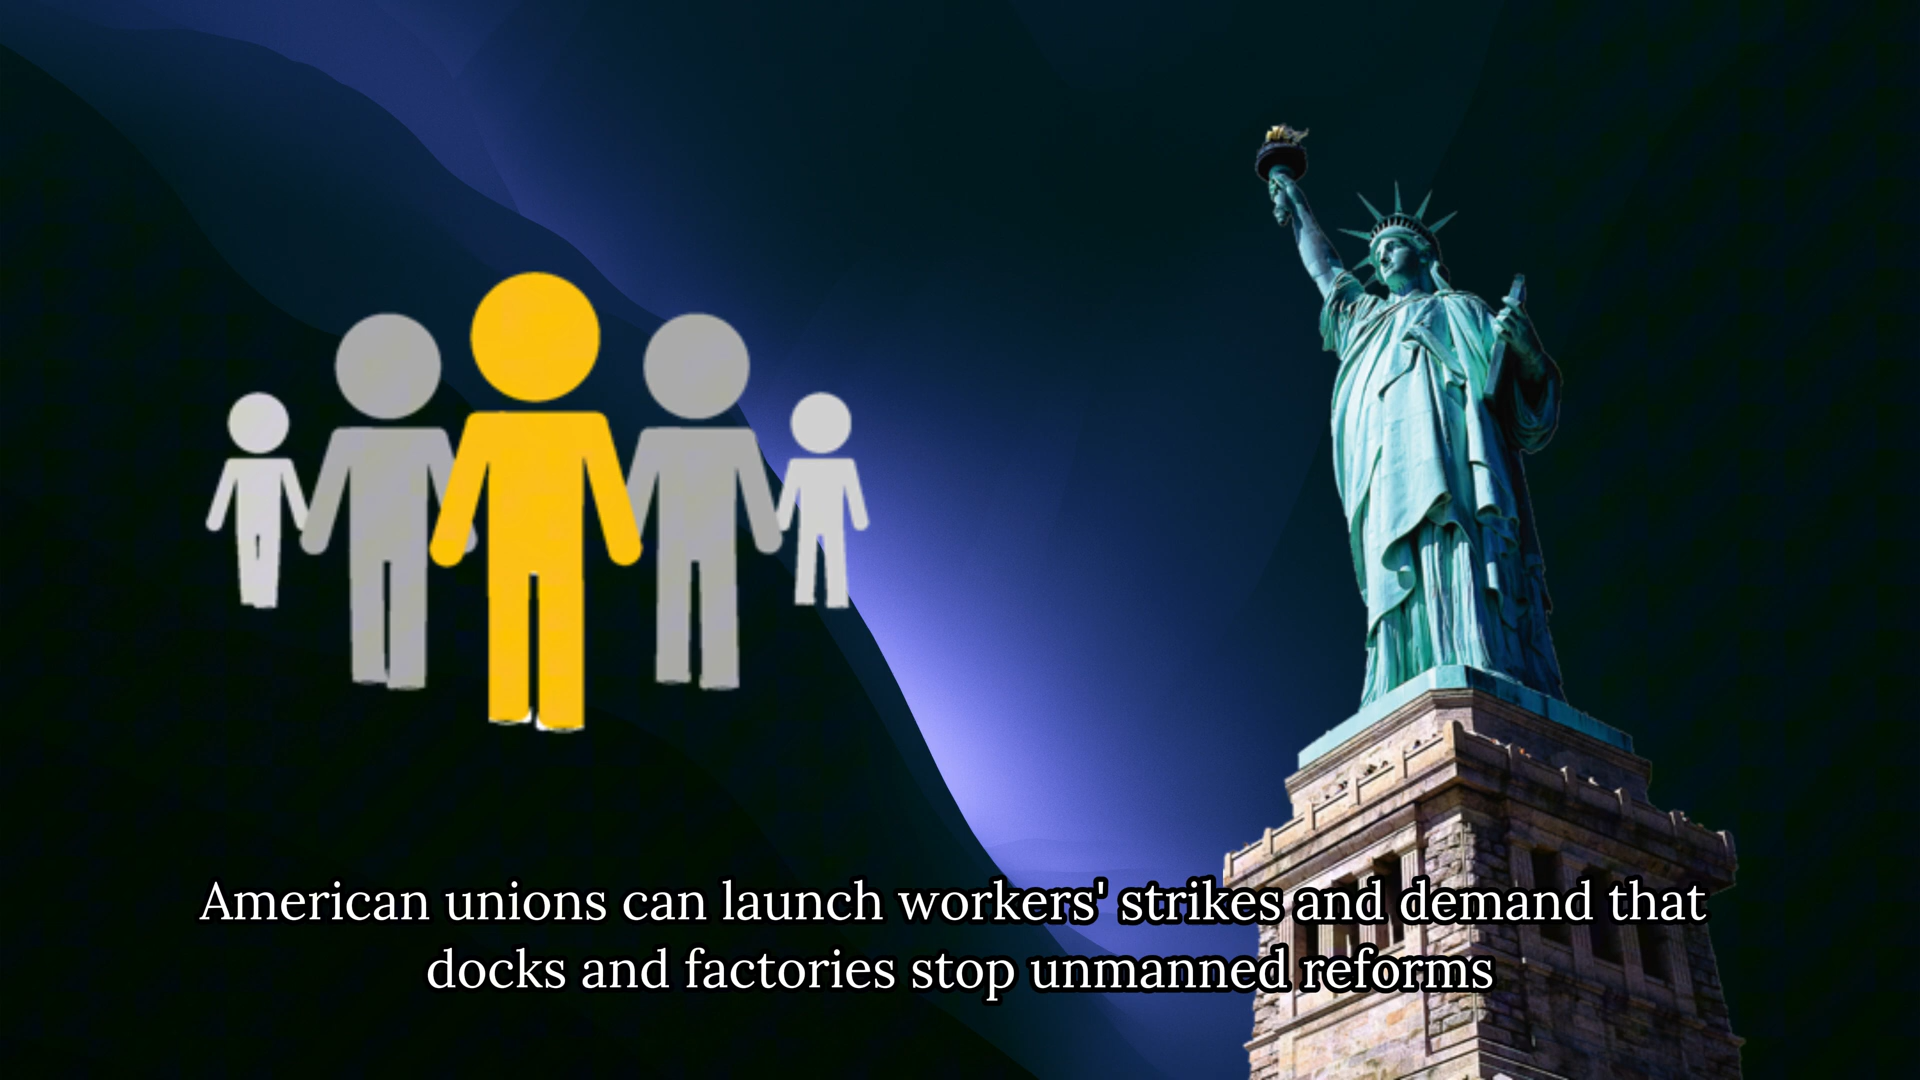 American unions can launch workers' strikes and demand that
docks and factories stop unmanned reforms